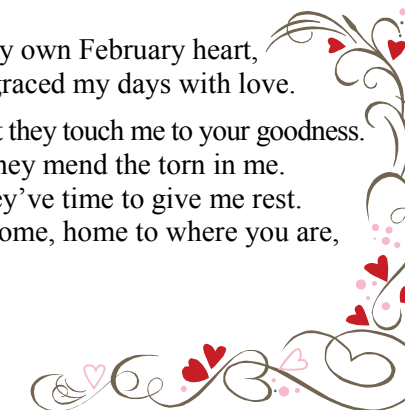 y own February heart,
raced my days with love.
t they touch me to your goodness.
hey mend the torn in me.
ey've time to give me rest.
ome, home to where you are,